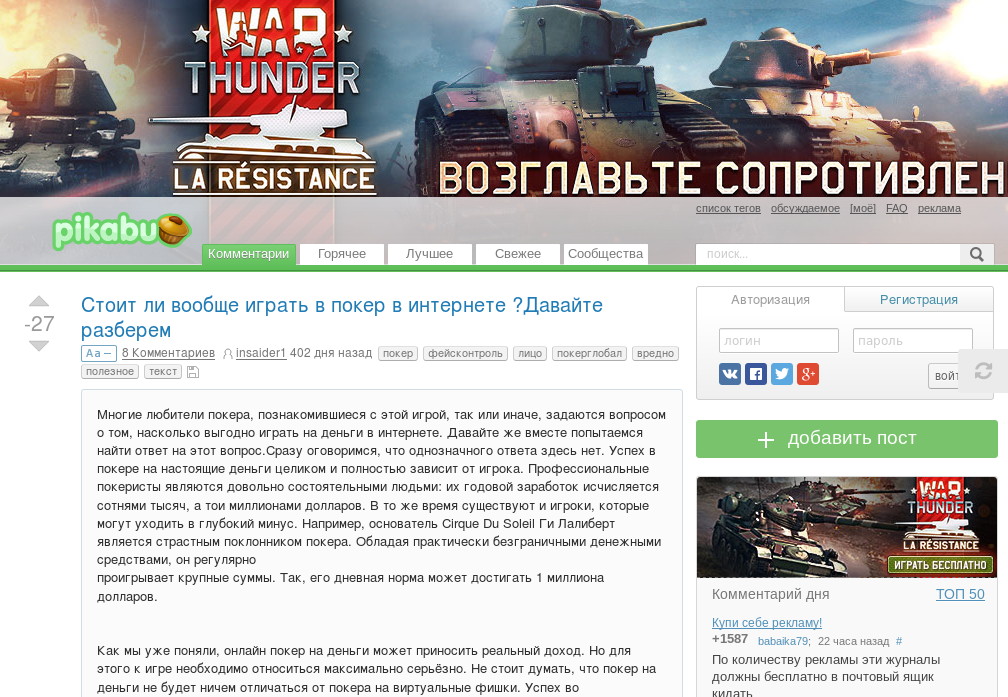 WAR
THUNDER
LA RÉSISTANCE
ВОЗГЛАВЬТЕ СОПРОТИВЛЕН
список тегов обсуждаемое [моё] FAQ реклама
pikabu
Комментарии Горячее Лучшее Свежее Сообщества
поиск...
-27
Стоит ли вообще играть в покер в интернете ?Давайте
разберем
Aa – 8 Комментариев insaider1 402 дня назад покер фейсконтроль лицо покерглобал вредно
полезное текст
Многие любители покера, познакомившиеся с этой игрой, так или иначе, задаются вопросом
о том, насколько выгодно играть на деньги в интернете. Давайте же вместе попытаемся
найти ответ на этот вопрос.Сразу оговоримся, что однозначного ответа здесь нет. Успех в
покере на настоящие деньги целиком и полностью зависит от игрока. Профессиональные
покеристы являются довольно состоятельными людьми: их годовой заработок исчисляется
сотнями тысяч, а тои миллионами долларов. В то же время существуют и игроки, которые
могут уходить в глубокий минус. Например, основатель Cirque Du Soleil Ги Лалиберт
является страстным поклонником покера. Обладая практически безграничными денежными
средствами, он регулярно
проигрывает крупные суммы. Так, его дневная норма может достигать 1 миллиона
долларов.
Как мы уже поняли, онлайн покер на деньги может приносить реальный доход. Но для
этого к игре необходимо относиться максимально серьёзно. Не стоит думать, что покер на
деньги не будет ничем отличаться от покера на виртуальные фишки. Успех во
Авторизация Регистрация
логин пароль
войт
добавить пост
WAR
THUNDER
LA RÉSISTANCE
ИГРАТЬ БЕСПЛАТНО
Комментарий дня ТОП 50
Купи себе рекламу!
+1587 babaika79; 22 часа назад #
По количеству рекламы эти журналы
должны бесплатно в почтовый ящик
кидать